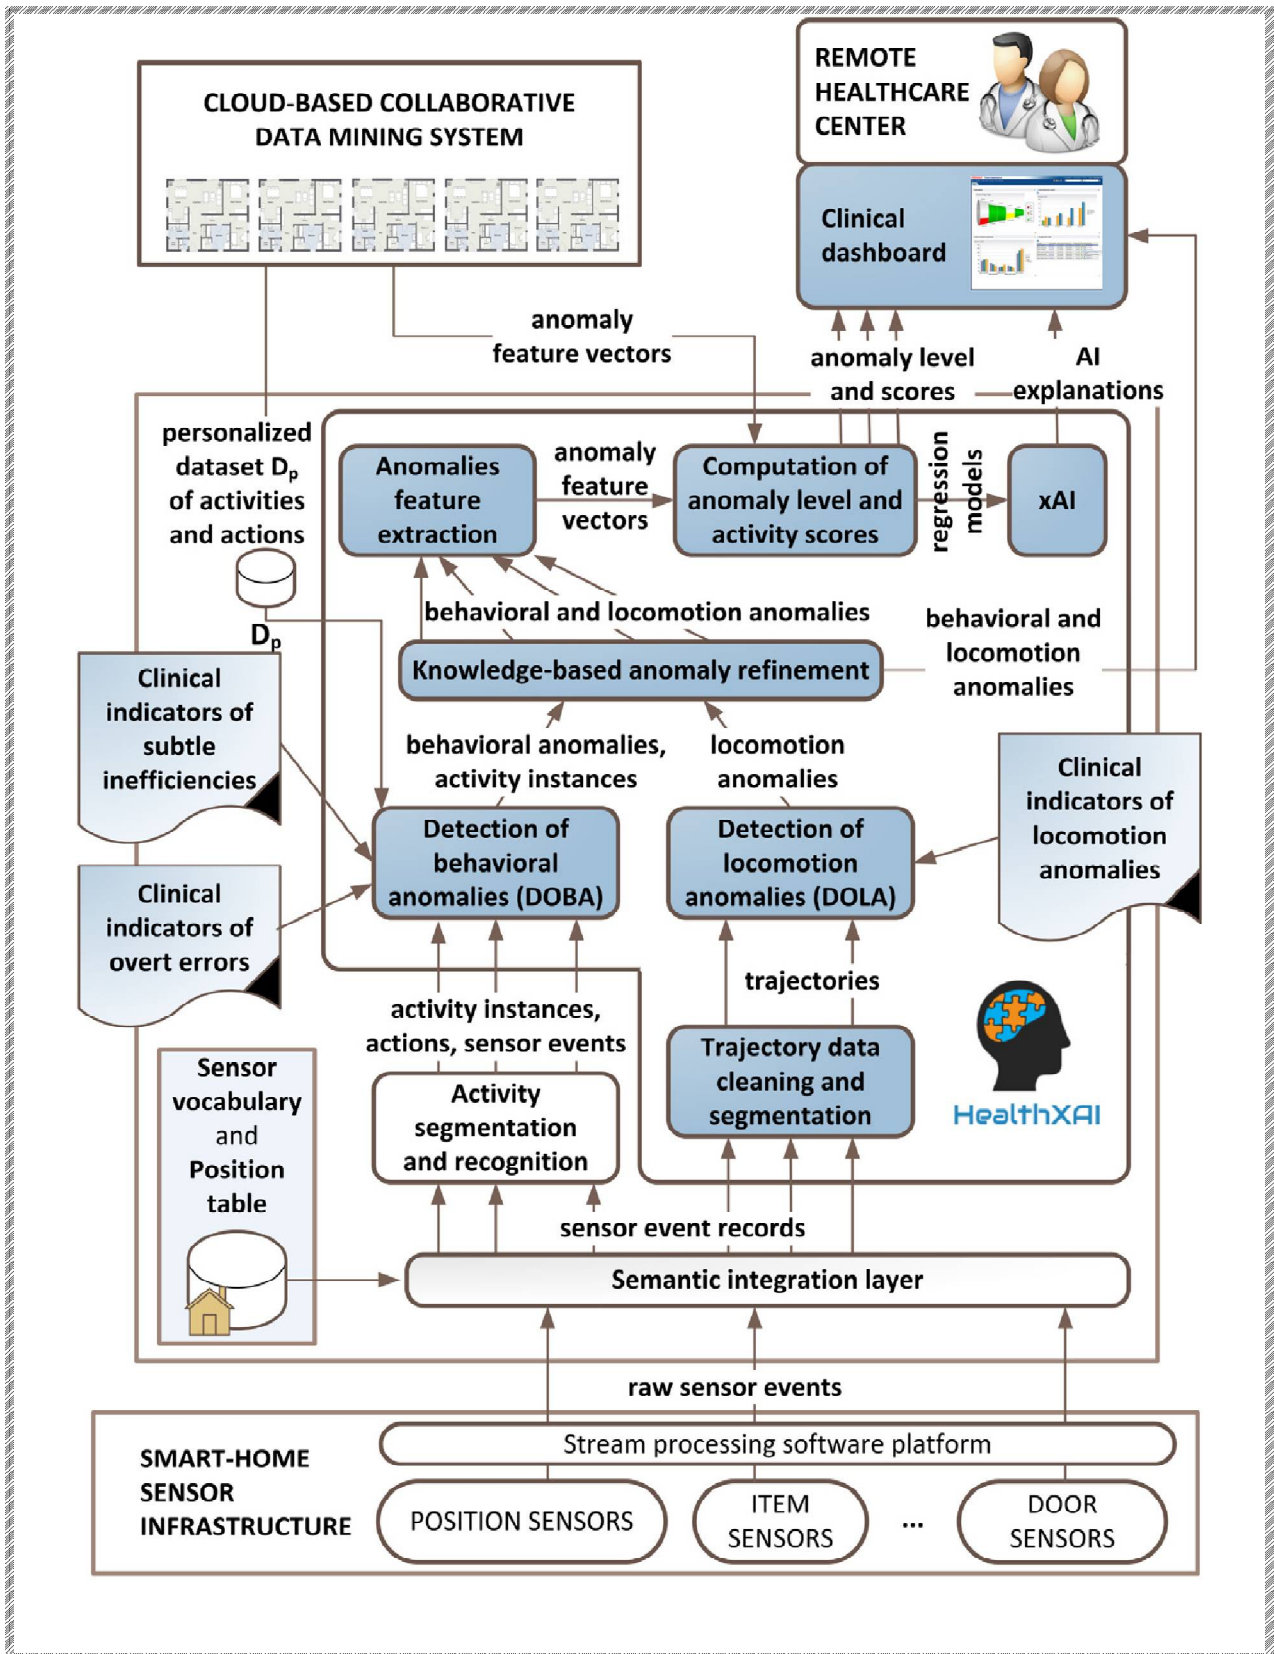 REMOTE
HEALTHCARE
CENTER
CLOUD-BASED COLLABORATIVE
DATA MINING SYSTEM
Clinical
dashboard
anomaly
feature vectors
anomaly level
and scores
AI
explanations
personalized
dataset Dp
of activities
and actions
Anomalies
feature
extraction
anomaly
feature
vectors
Computation of
anomaly level and
activity scores
regression
models
xAI
Dp
behavioral and locomotion anomalies
Knowledge-based anomaly refinement
behavioral and
locomotion
anomalies
Clinical
indicators of
subtle
inefficiencies
behavioral anomalies,
activity instances
locomotion
anomalies
Clinical
indicators of
locomotion
anomalies
Detection of
behavioral
anomalies (DOBA)
Detection of
locomotion
anomalies (DOLA)
Clinical
indicators of
overt errors
activity instances,
actions, sensor events
trajectories
Sensor
vocabulary
and
Position
table
Activity
segmentation
and recognition
Trajectory data
cleaning and
segmentation
HealthXAI
sensor event records
Semantic integration layer
raw sensor events
SMART-HOME
SENSOR
INFRASTRUCTURE
Stream processing software platform
POSITION SENSORS
ITEM
SENSORS
...
DOOR
SENSORS